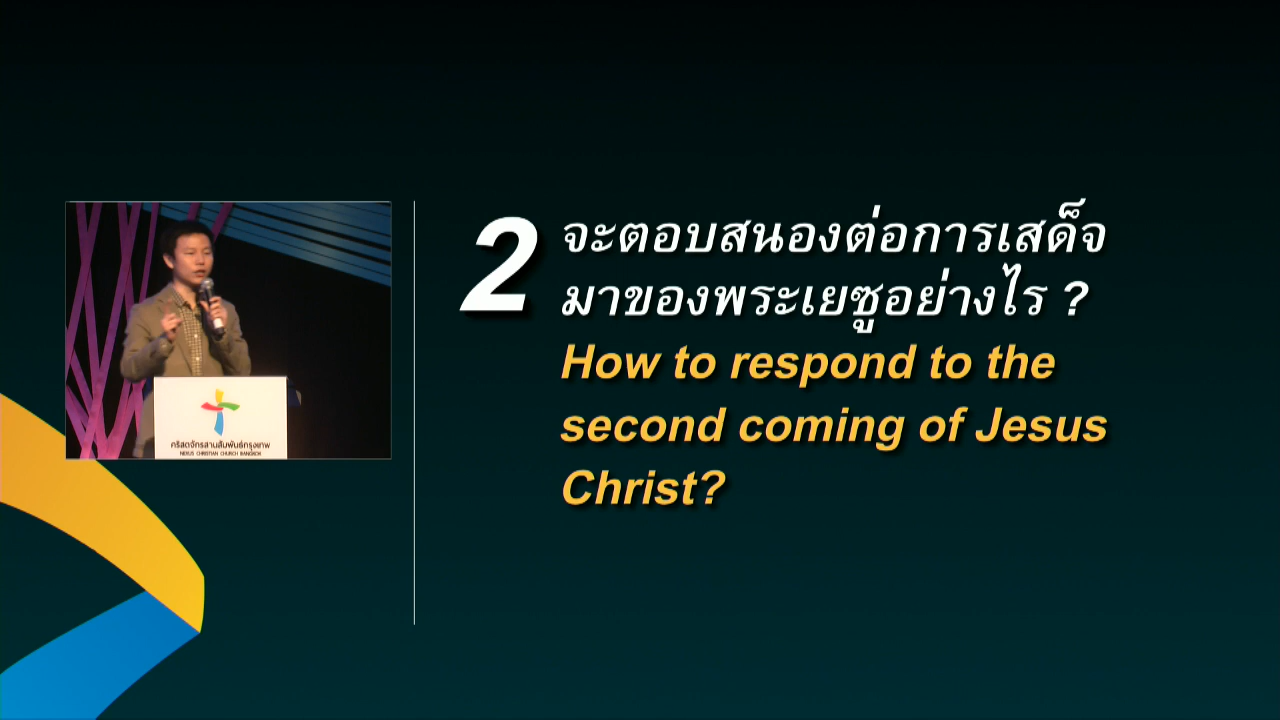 คริสตจักรสานสัมพันธ์กรุงเทพ
NEXUS CHRISTIAN CHURCH BANGKOK
2
จะตอบสนองต่อการเสด็จ
มาของพระเยซูอย่างไร ?
How to respond to the
second coming of Jesus
Christ?